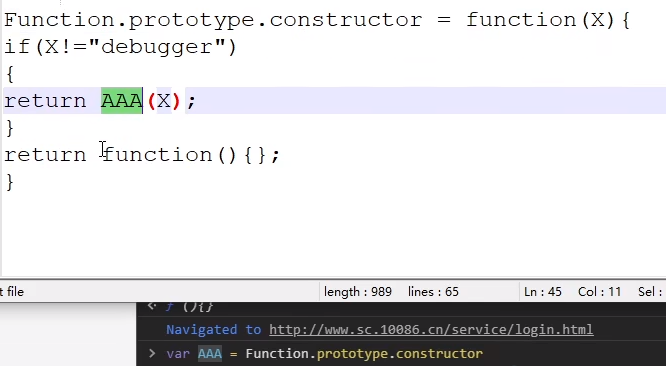 Function.prototype.constructor = function(X){
if(X!="debugger")
{
return AAA(X);
}
return function(){};
}
t file length : 989 lines : 65 Ln : 45 Col : 11 Sel :
f (){}
Navigated to http://www.sc.10086.cn/service/login.html
> var AAA = Function.prototype.constructor